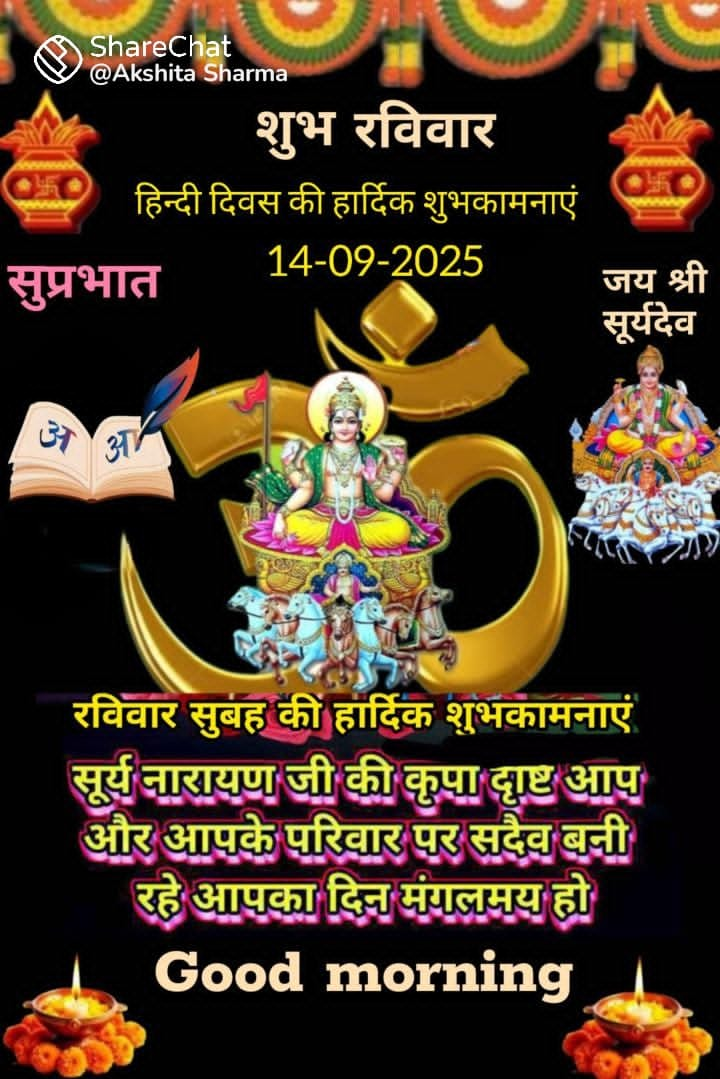 ShareChat
@Akshita Sharma
शुभ रविवार
हिन्दी दिवस की हार्दिक शुभकामनाएं
14-09-2025
सुप्रभात
जय श्री
सूर्यदेव
अ आ
रविवार सुबह की हार्दिक शुभकामनाएं
सूर्य नारायण जी की कृपा दृाष्ट आप
और आपके परिवार पर सदैव बनी
रहे आपका दिन मंगलमय हो
Good morning